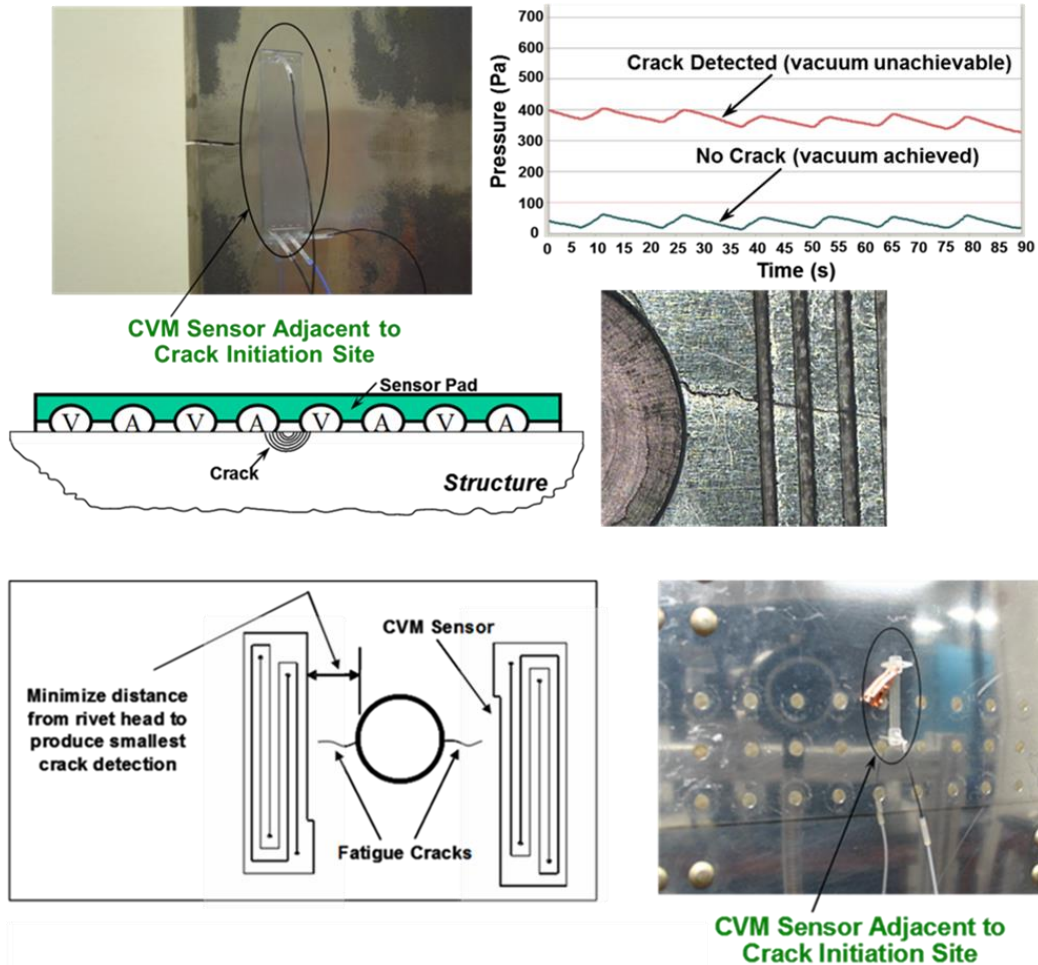 700
600
500
400
300
200
100
0
Pressure (Pa)
Crack Detected (vacuum unachievable)
No Crack (vacuum achieved)
0 5 10 15 20 25 30 35 40 45 50 55 60 65 70 75 80 85 90
Time (s)
CVM Sensor Adjacent to
Crack Initiation Site
Sensor Pad
V A V A V A V A
Crack
Structure
CVM Sensor
Minimize distance
from rivet head to
produce smallest
crack detection
Fatigue Cracks
CVM Sensor Adjacent to
Crack Initiation Site